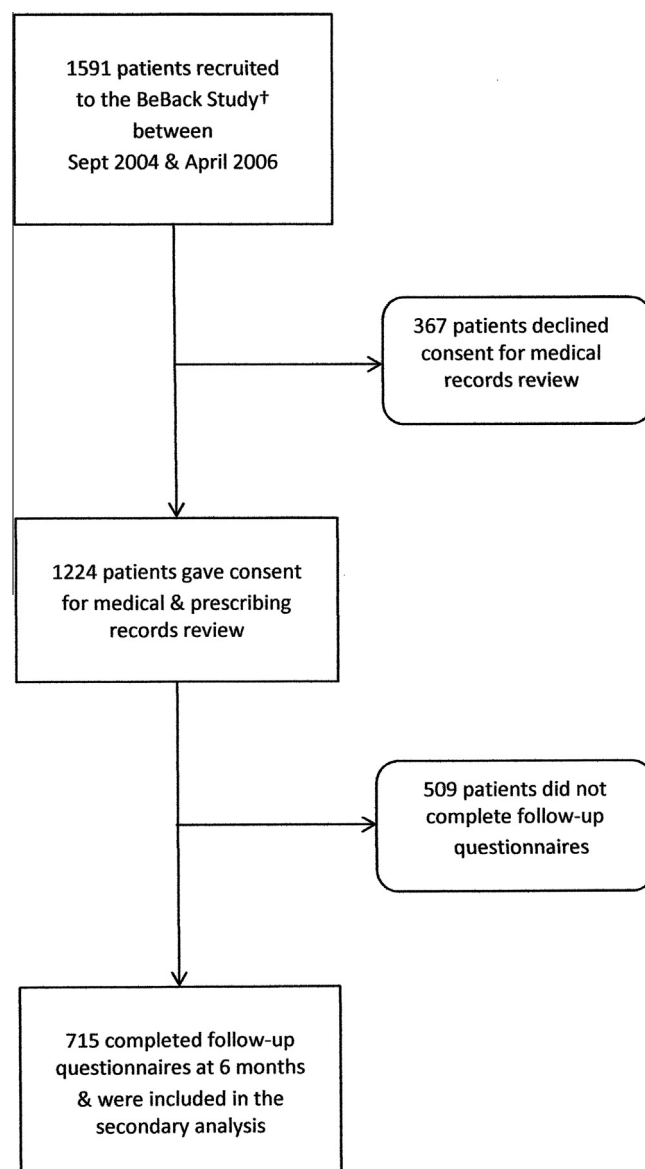 1591 patients recruited
to the BeBack Study†
between
Sept 2004 & April 2006
367 patients declined
consent for medical
records review
1224 patients gave consent
for medical & prescribing
records review
509 patients did not
complete follow-up
questionnaires
715 completed follow-up
questionnaires at 6 months
& were included in the
secondary analysis